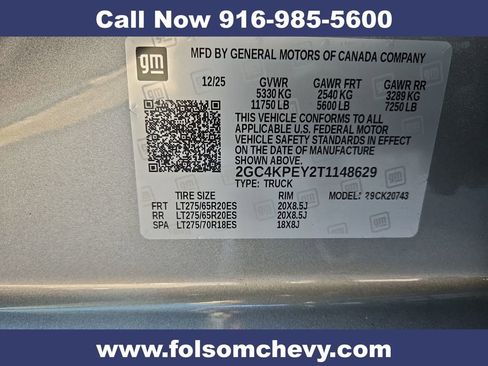 Call Now 916-985-5600
gm
MFD BY GENERAL MOTORS OF CANADA COMPANY
12/25 GVWR GAWR FRT GAWR RR
5330 KG 2540 KG 3289 KG
11750 LB 5600 LB 7250 LB
THIS VEHICLE CONFORMS TO ALL
APPLICABLE U.S. FEDERAL MOTOR
VEHICLE SAFETY STANDARDS IN EFFECT
ON THE DATE OF MANUFACTURE SHOWN ABOVE.
2GC4KPEY2T1148629
TYPE: TRUCK
TIRE SIZE RIM MODEL: 29CK20743
FRT LT275/65R20ES 20X8.5J
RR LT275/65R20ES 20X8.5J
SPA LT275/70R18ES 18X8J
www.folsomchevy.com